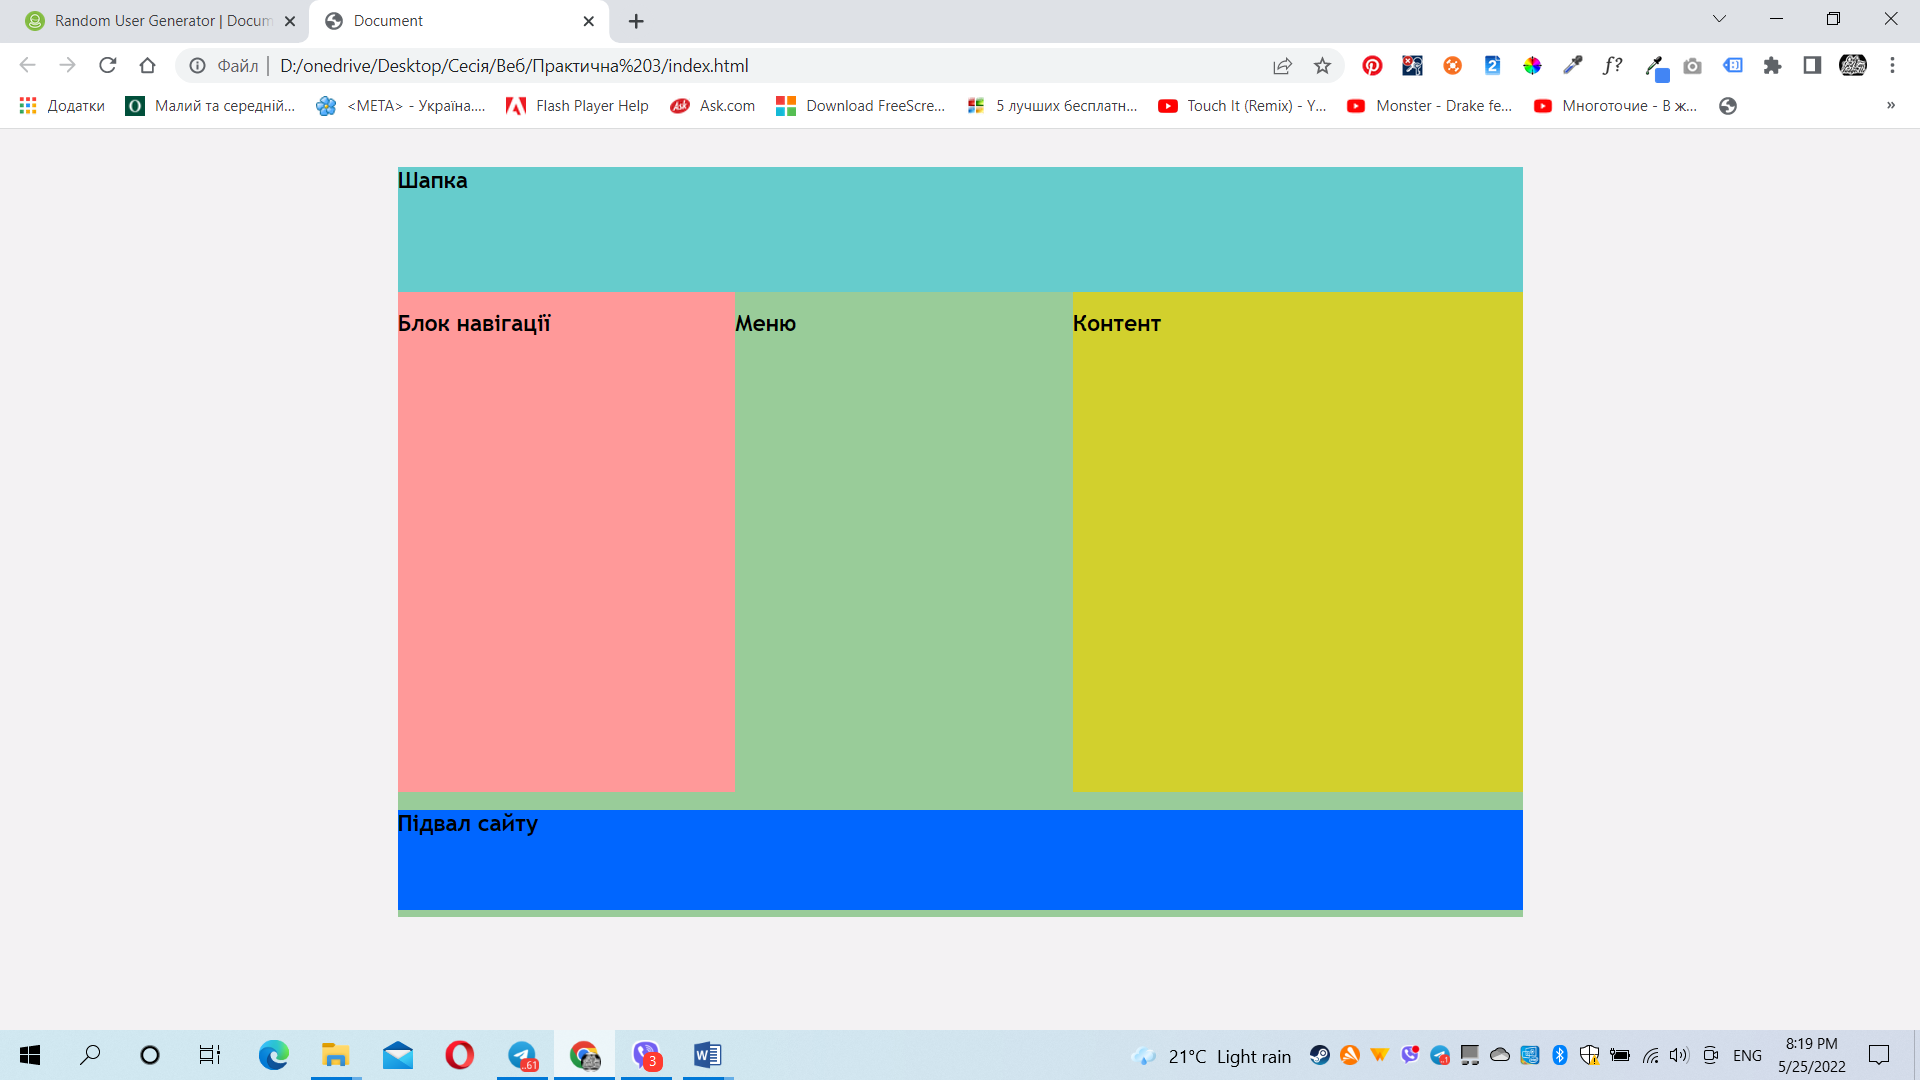 Random User Generator | Docum
Document
Файл | D:/onedrive/Desktop/Сесія/Веб/Практична%203/index.html
Додатки
Малий та середній...
<META> - Україна....
Flash Player Help
Ask.com
Download FreeScre...
5 лучших бесплатн...
Touch It (Remix) - Y...
Monster - Drake fe...
Многоточие - В ж...
Шапка
Блок навігації
Меню
Контент
Підвал сайту
21°C Light rain
ENG
8:19 PM
5/25/2022